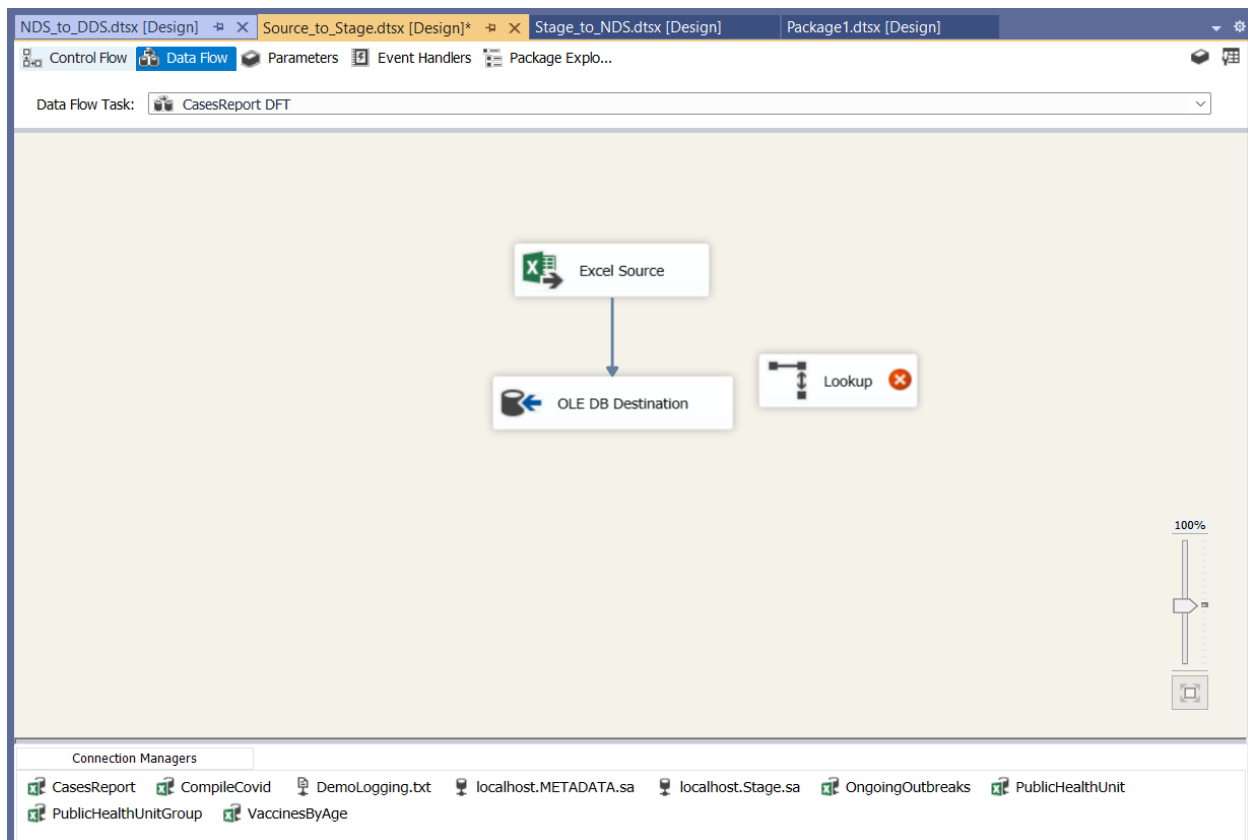 NDS_to_DDS.dtsx [Design] Source_to_Stage.dtsx [Design]* Stage_to_NDS.dtsx [Design] Package1.dtsx [Design]
Control Flow Data Flow Parameters Event Handlers Package Explo...
Data Flow Task: CasesReport DFT
Excel Source
Lookup
OLE DB Destination
100%
Connection Managers
CasesReport CompileCovid DemoLogging.txt localhost.METADATA.sa localhost.Stage.sa OngoingOutbreaks PublicHealthUnit
PublicHealthUnitGroup VaccinesByAge